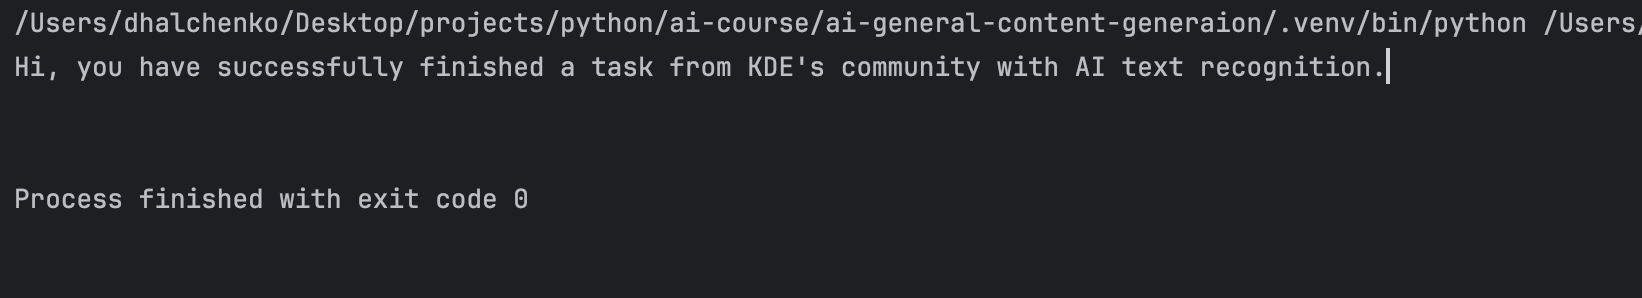 /Users/dhalchenko/Desktop/projects/python/ai-course/ai-general-content-generaion/.venv/bin/python /Users/
Hi, you have successfully finished a task from KDE's community with AI text recognition.
Process finished with exit code 0